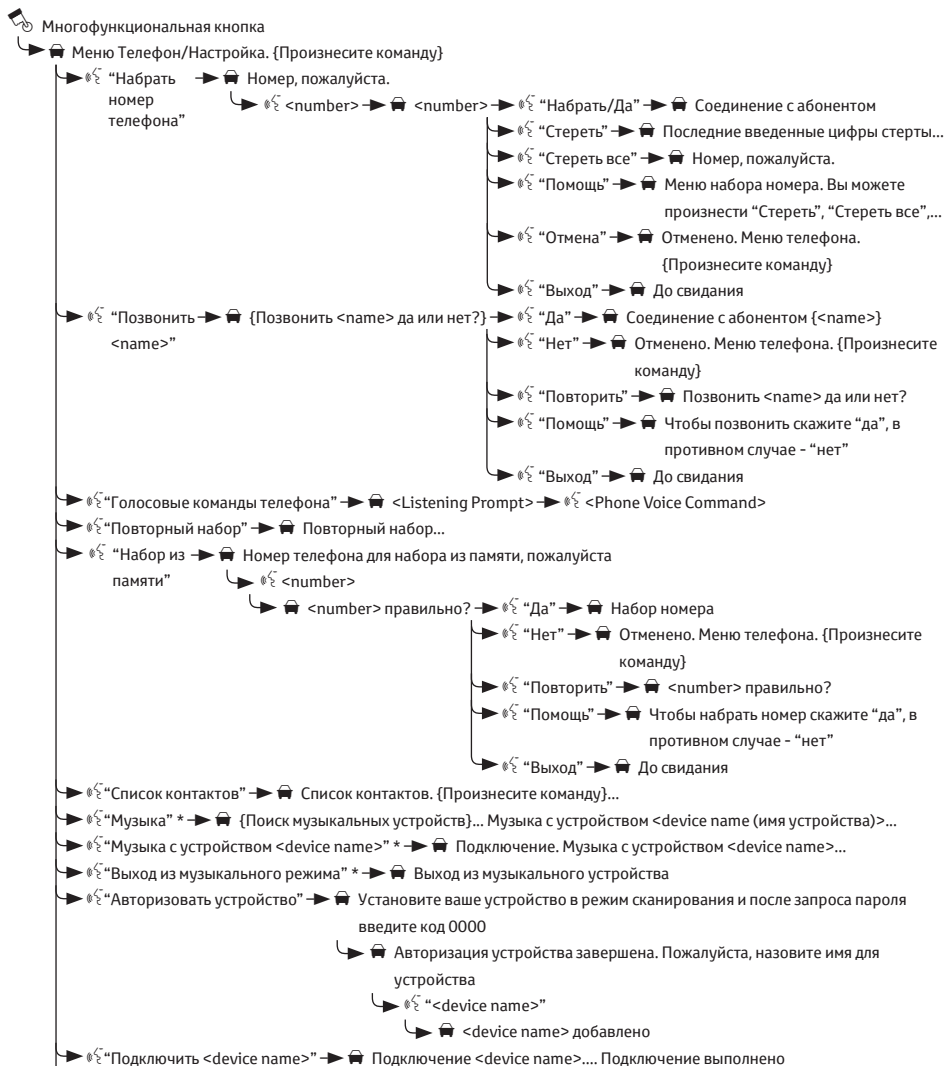 Многофункциональная кнопка
Меню Телефон/Настройка. {Произнесите команду}
“Набрать номер телефона” Номер, пожалуйста.
<number> <number> “Набрать/Да” Соединение с абонентом
“Стереть” Последние введенные цифры стерты...
“Стереть все” Номер, пожалуйста.
“Помощь” Меню набора номера. Вы можете
произнести “Стереть”, “Стереть все”,...
“Отмена” Отменено. Меню телефона.
{Произнесите команду}
“Выход” До свидания
“Позвонить <name>” {Позвонить <name> да или нет?} “Да” Соединение с абонентом {<name>}
“Нет” Отменено. Меню телефона. {Произнесите
команду}
“Повторить” Позвонить <name> да или нет?
“Помощь” Чтобы позвонить скажите “да”, в
противном случае - “нет”
“Выход” До свидания
“Голосовые команды телефона” <Listening Prompt> <Phone Voice Command>
“Повторный набор” Повторный набор...
“Набор из памяти” Номер телефона для набора из памяти, пожалуйста
<number>
<number> правильно? “Да” Набор номера
“Нет” Отменено. Меню телефона. {Произнесите
команду}
“Повторить” <number> правильно?
“Помощь” Чтобы набрать номер скажите “да”, в
противном случае - “нет”
“Выход” До свидания
“Список контактов” Список контактов. {Произнесите команду}...
“Музыка” * {Поиск музыкальных устройств}... Музыка с устройством <device name (имя устройства)>...
“Музыка с устройством <device name>” * Подключение. Музыка с устройством <device name>...
“Выход из музыкального режима” * Выход из музыкального устройства
“Авторизовать устройство” Установите ваше устройство в режим сканирования и после запроса пароля
введите код 0000
Авторизация устройства завершена. Пожалуйста, назовите имя для
устройства
“<device name>”
<device name> добавлено
“Подключить <device name>” Подключение <device name>.... Подключение выполнено